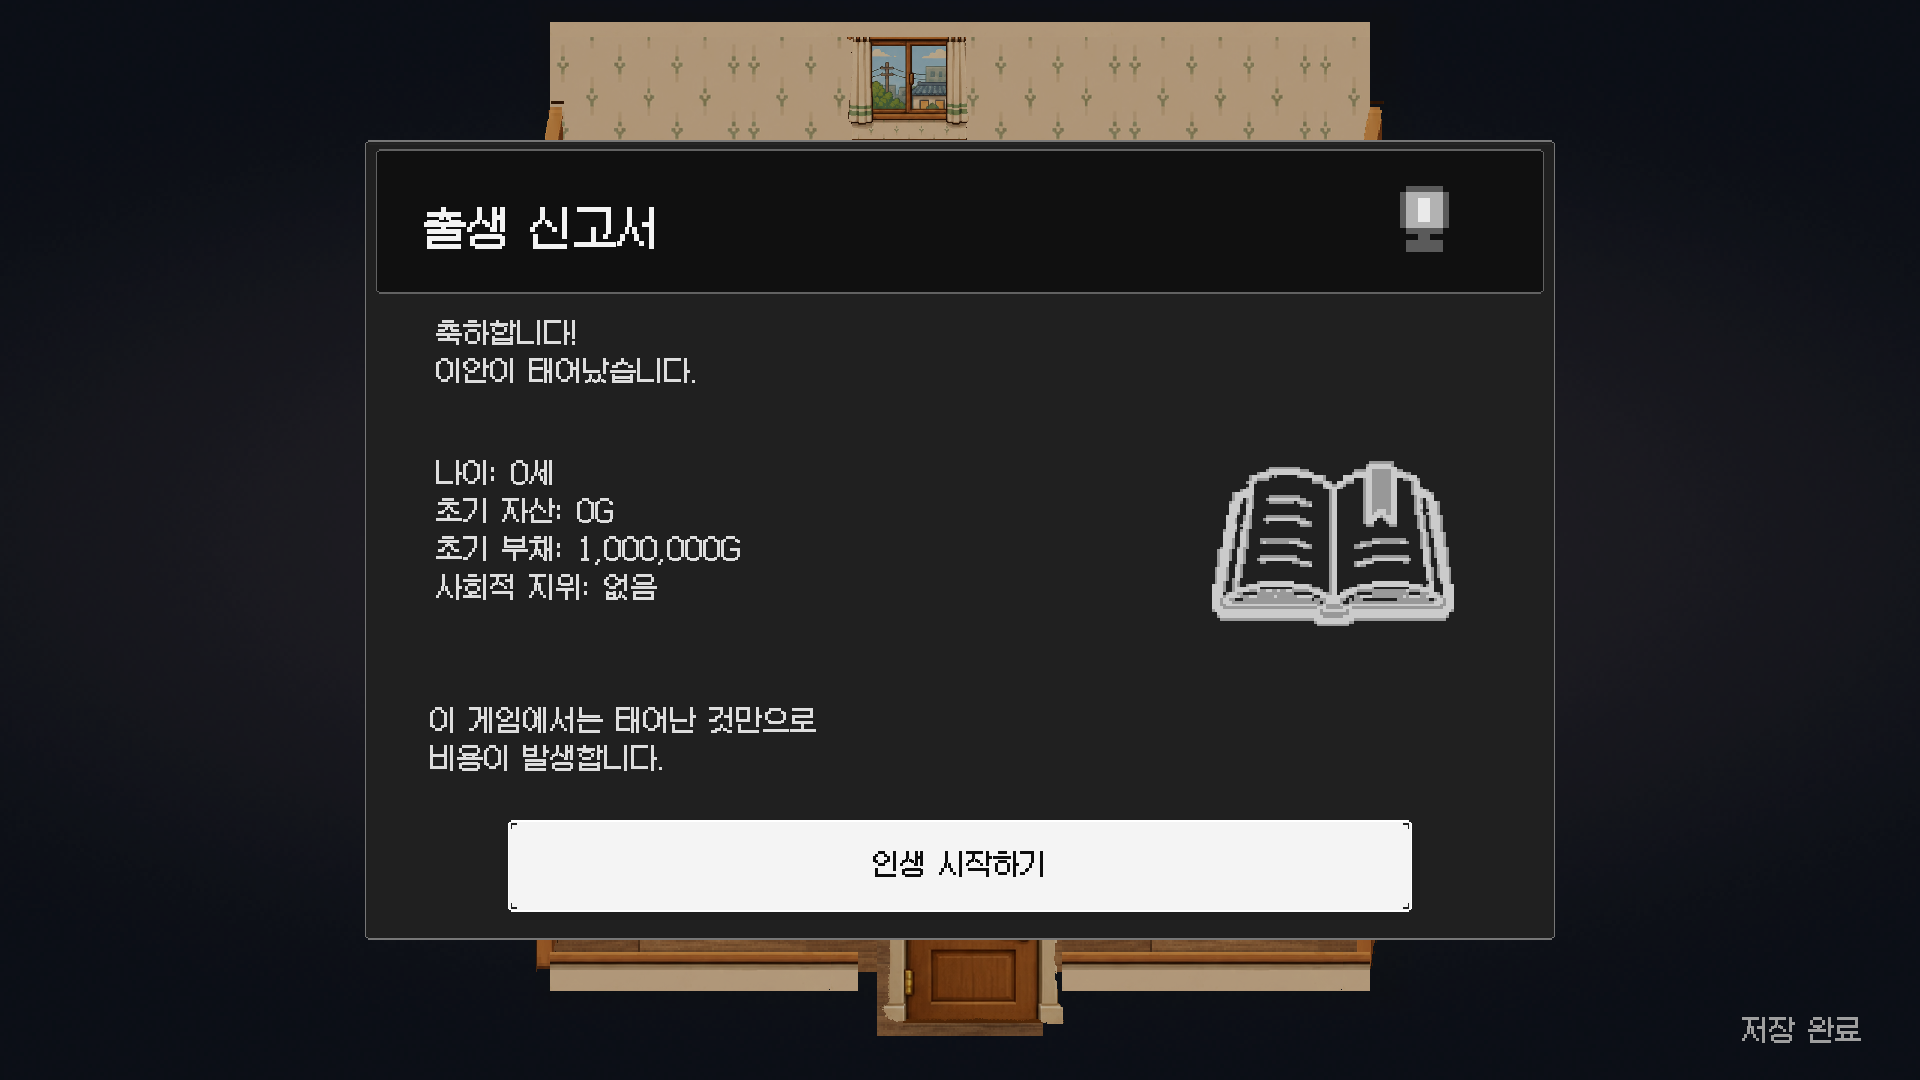 출생 신고서
축하합니다!
이안이 태어났습니다.
나이: 0세
초기 자산: 0G
초기 부채: 1,000,000G
사회적 지위: 없음
이 게임에서는 태어난 것만으로
비용이 발생합니다.
인생 시작하기
저장 완료